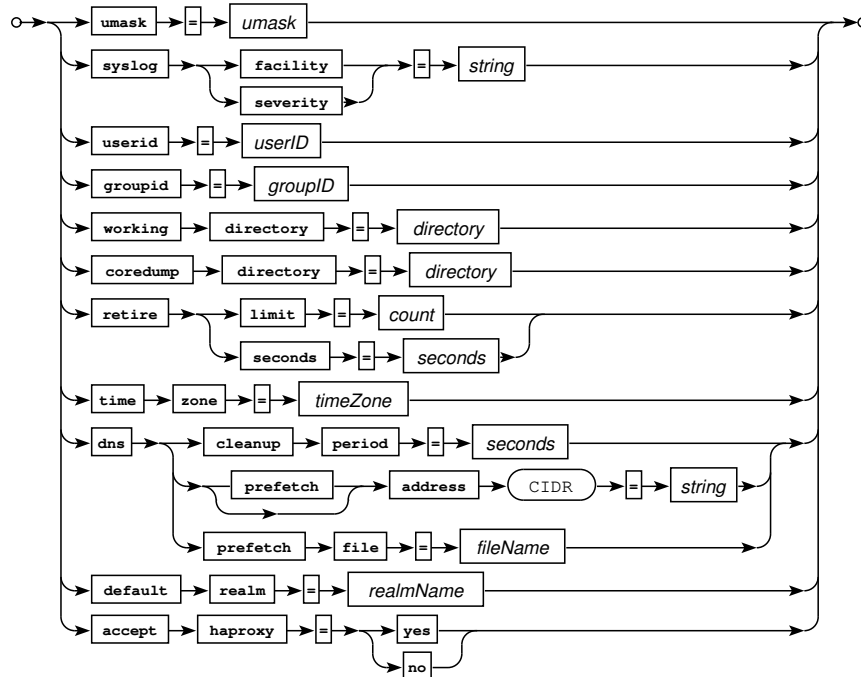 umask = umask
syslog facility = string
severity
userid = userID
groupid = groupID
working directory = directory
coredump directory = directory
retire limit = count
seconds = seconds
time zone = timeZone
dns cleanup period = seconds
prefetch address CIDR = string
prefetch file = fileName
default realm = realmName
accept haproxy = yes
no